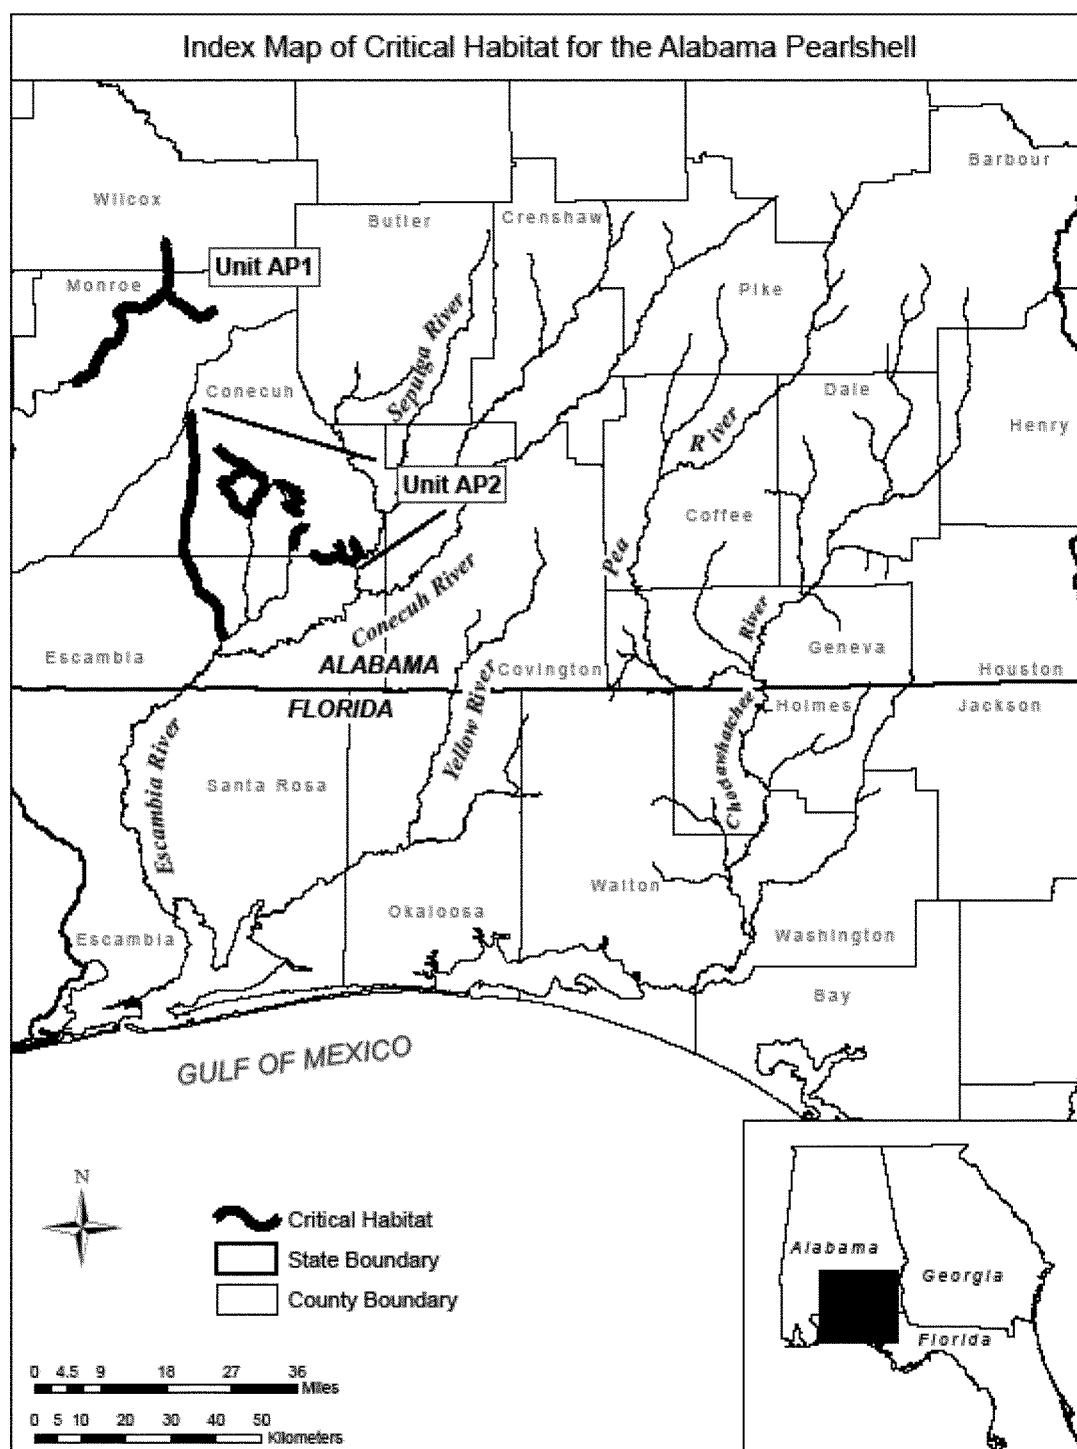 Index Map of Critical Habitat for the Alabama Pearlshell
Barbour
Wilcox
Butler
Crenshaw
Unit AP1
Monroe
Pike
Sepulga River
Conecuh
Dale
River
Henry
Unit AP2
Coffee
Pea
Conecuh River
River
Geneva
Escambia
ALABAMA
Covington
Houston
FLORIDA
Holmes
Jackson
Yellow River
Choctawhatchee
Escambia River
Santa Rosa
Walton
Okaloosa
Escambia
Washington
Bay
GULF OF MEXICO
N
Critical Habitat
State Boundary
County Boundary
Alabama
Georgia
Florida
0 4.5 9 18 27 36
Miles
0 5 10 20 30 40 50
Kilometers